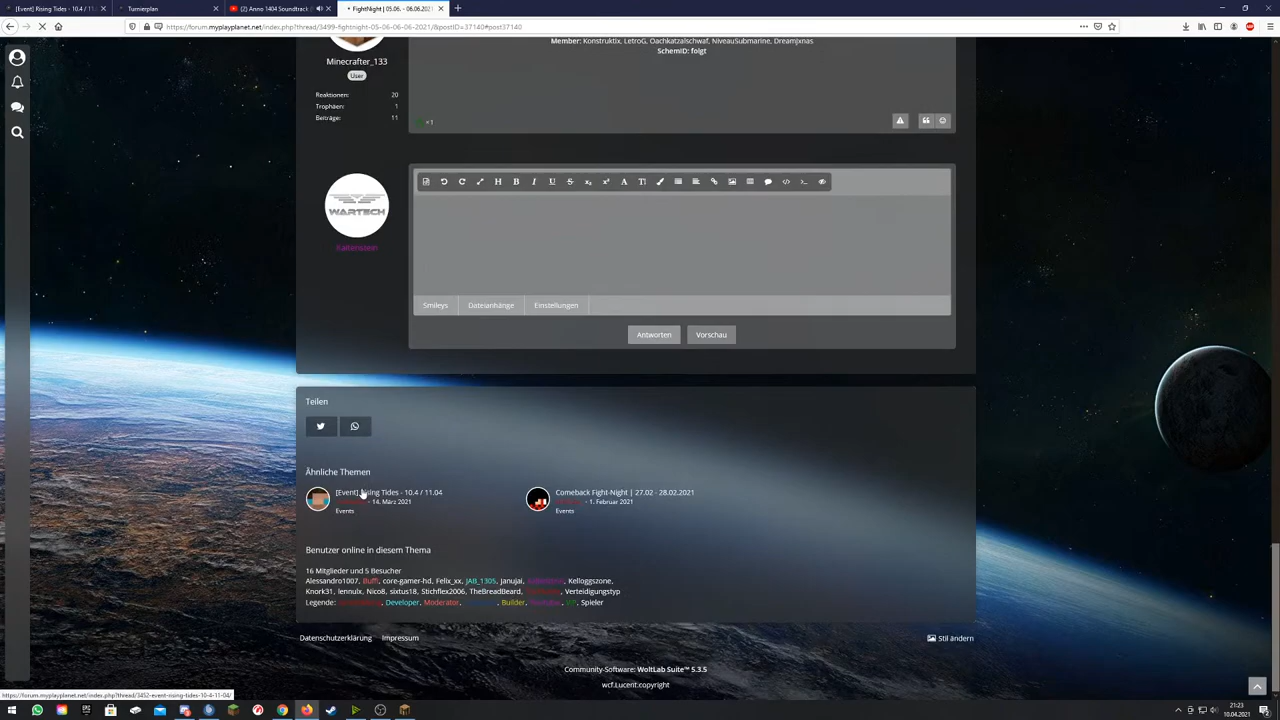 [Event] Rising Tides - 10.4 / 11.0
Turnierplan
(2) Anno 1404 Soundtrack
FightNight | 05.06. - 06.06.2021
https://forum.myplayplanet.net/index.php?thread/3499-fightnight-05-06-06-06-2021/&postID=37140#post37140
Member: Konstruktix, LetroG, Oachkatzalschwaf, NiveauSubmarine, Dreamjxnas
SchemID: folgt
Minecrafter_133
User
Reaktionen: 20
Trophäen: 1
Beiträge: 11
×1
WARTECH
Smileys Dateianhänge Einstellungen
Antworten Vorschau
Teilen
Ähnliche Themen
[Event] Rising Tides - 10.4 / 11.04
- 14. März 2021
Events
Comeback Fight-Night | 27.02 - 28.02.2021
- 1. Februar 2021
Events
Benutzer online in diesem Thema
16 Mitglieder und 5 Besucher
Alessandro1007, Buffi, core-gamer-hd, Felix_xx, JAB_1305, Janujai, Kelloggszone,
Knork31, lennulx, Nico8, sixtus18, Stichflex2006, TheBreadBeard, Verteidigungstyp
Legende: Developer, Moderator, Builder, VIP, Spieler
Datenschutzerklärung Impressum
Stil ändern
Community-Software: WoltLab Suite™ 5.3.5
wcf.Lucent.copyright
https://forum.myplayplanet.net/index.php?thread/3452-event-rising-tides-10-4-11-04/
21:23
10.04.2021